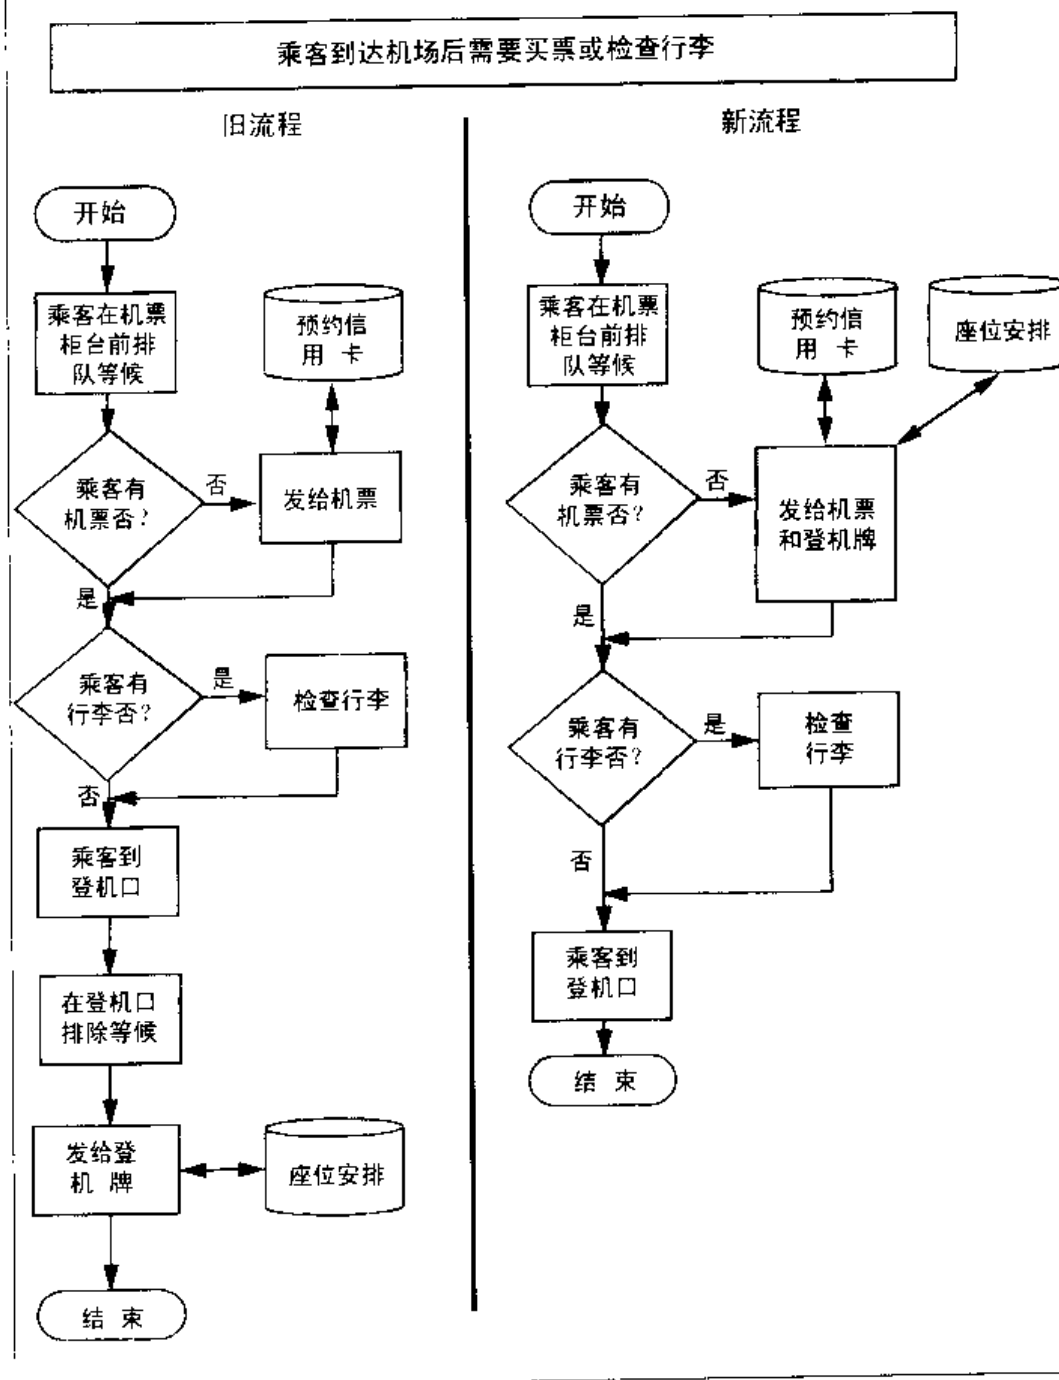 乘客到达机场后需要买票或检查行李
旧流程
开始
乘客在机票
柜台前排
队等候
预约信
用 卡
乘客有
机票否？
否
发给机票
是
乘客有
行李否？
是
检查行李
否
乘客到
登机口
在登机口
排除等候
发给登
机 牌
座位安排
结 束
新流程
开始
乘客在机票
柜台前排
队等候
预约信
用 卡
座位安排
乘客有
机票否？
否
发给机票
和登机牌
是
乘客有
行李否？
是
检查
行李
否
乘客到
登机口
结 束